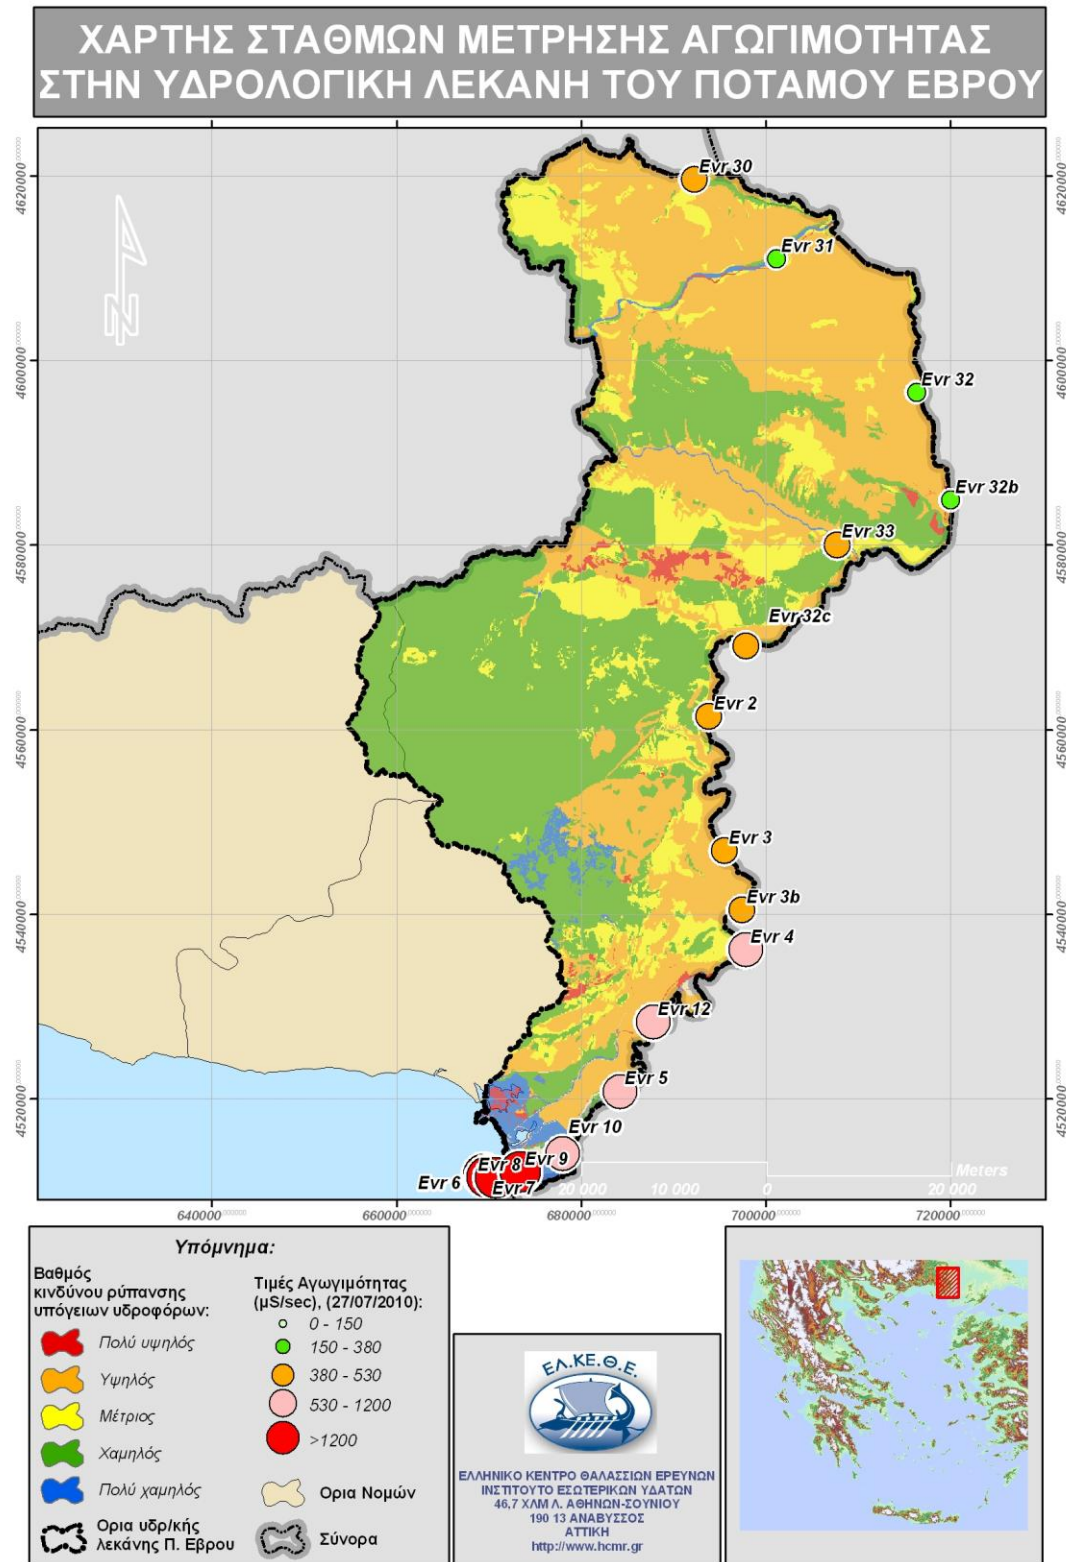 ΧΑΡΤΗΣ ΣΤΑΘΜΩΝ ΜΕΤΡΗΣΗΣ ΑΓΩΓΙΜΟΤΗΤΑΣ
ΣΤΗΝ ΥΔΡΟΛΟΓΙΚΗ ΛΕΚΑΝΗ ΤΟΥ ΠΟΤΑΜΟΥ ΕΒΡΟΥ
Evr 30
4620000
4620000
Evr 31
4600000
4600000
Evr 32
Evr 32b
Evr 33
4580000
4580000
Evr 32c
Evr 2
4560000
4560000
Evr 3
Evr 3b
4540000
4540000
Evr 4
Evr 12
Evr 5
4520000
4520000
Evr 10
Evr 8
Evr 9
Evr 6
Evr 7
Meters
20 000
10 000
0
20 000
640000
660000
680000
700000
720000
Υπόμνημα:
Βαθμός
κινδύνου ρύπανσης
υπόγειων υδροφόρων:
Πολύ υψηλός
Υψηλός
Μέτριος
Χαμηλός
Πολύ χαμηλός
Ορια υδρ/κής
λεκάνης Π. Εβρου
Τιμές Αγωγιμότητας
(μS/sec), (27/07/2010):
0 - 150
150 - 380
380 - 530
530 - 1200
>1200
Ορια Νομών
Σύνορα
ΕΛ.ΚΕ.Θ.Ε.
ΕΛΛΗΝΙΚΟ ΚΕΝΤΡΟ ΘΑΛΑΣΣΙΩΝ ΕΡΕΥΝΩΝ
ΙΝΣΤΙΤΟΥΤΟ ΕΣΩΤΕΡΙΚΩΝ ΥΔΑΤΩΝ
46,7 ΧΛΜ Λ. ΑΘΗΝΩΝ-ΣΟΥΝΙΟΥ
190 13 ΑΝΑΒΥΣΣΟΣ
ΑΤΤΙΚΗ
http://www.hcmr.gr